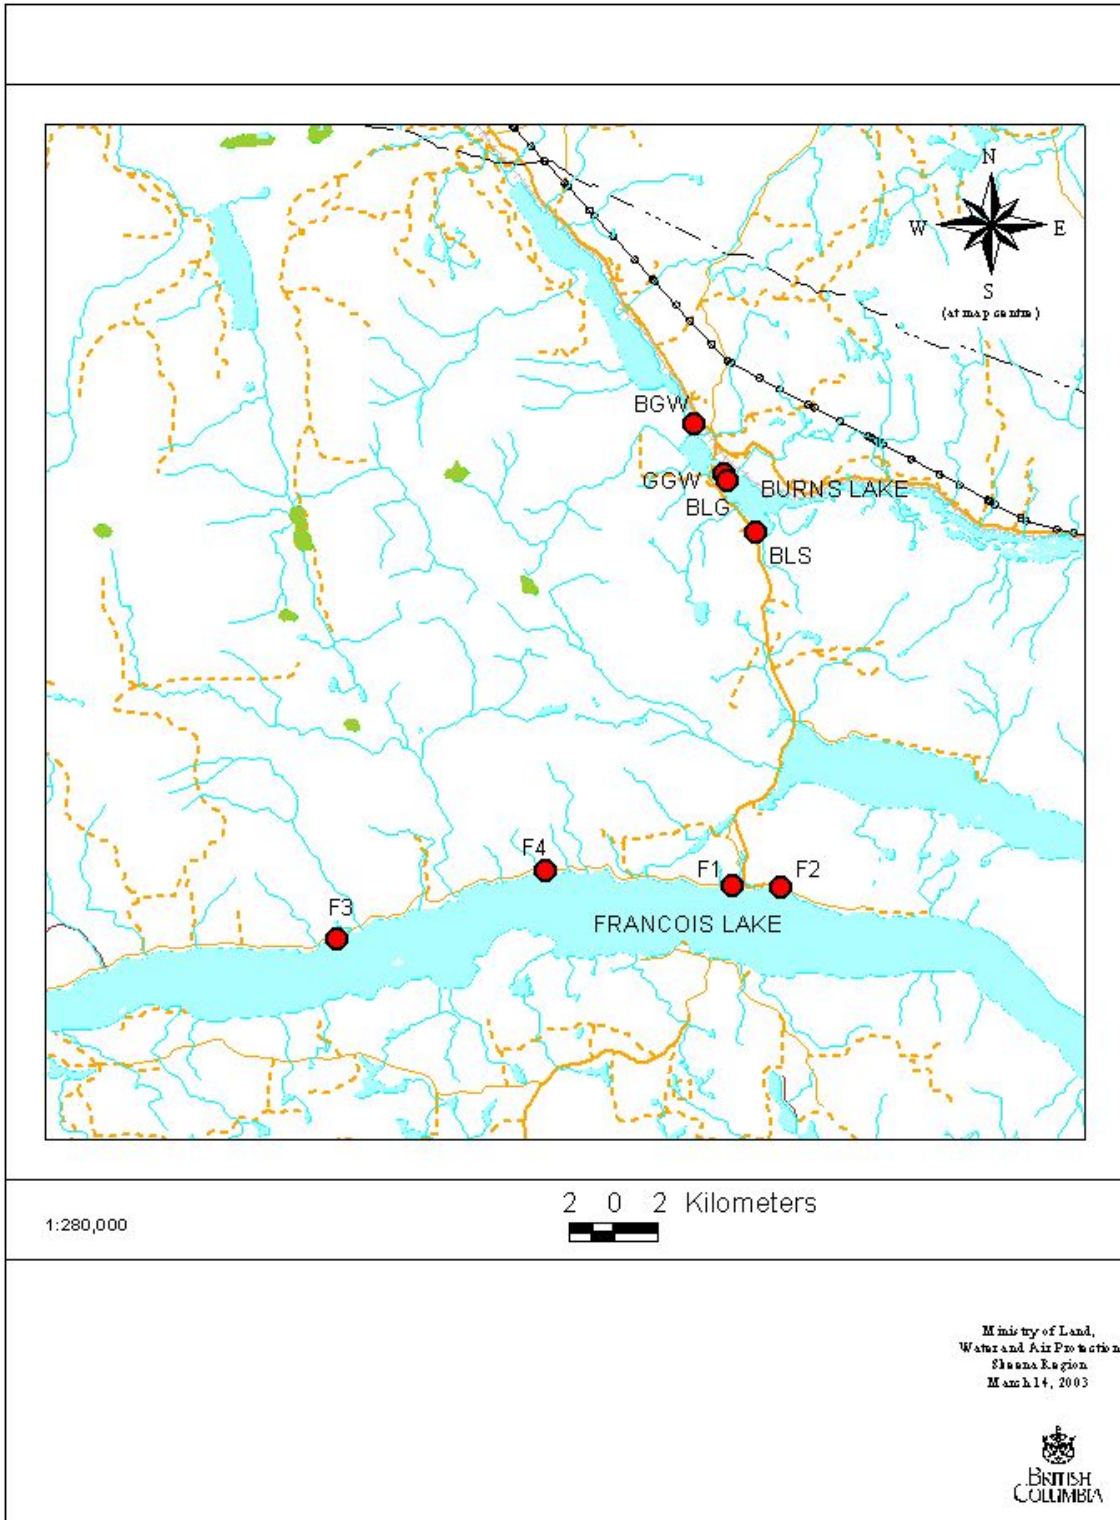 N
W E
S
(at map centre)
BGW
GGW
BURNS LAKE
BLG
BLS
F4
F1 F2
F3
FRANCOIS LAKE
2 0 2 Kilometers
1:280,000
Ministry of Land,
Water and Air Protection
Skeena Region
March 14, 2003
BRITISH
COLUMBIA